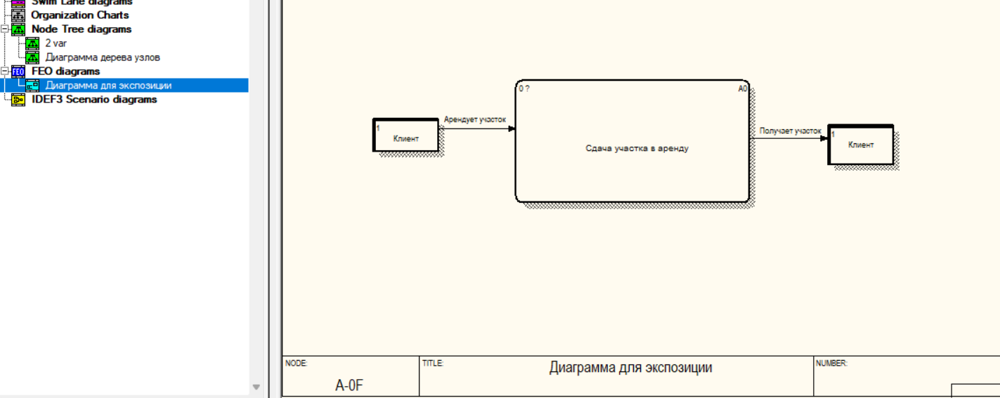 Swim Lane diagrams
Organization Charts
Node Tree diagrams
2 var
Диаграмма дерева узлов
FEO diagrams
Диаграмма для экспозиции
IDEF3 Scenario diagrams
0 ?
A0
1
Клиент
Арендует участок
Сдача участка в аренду
Получает участок
1
Клиент
NODE:
A-0F
TITLE:
Диаграмма для экспозиции
NUMBER: